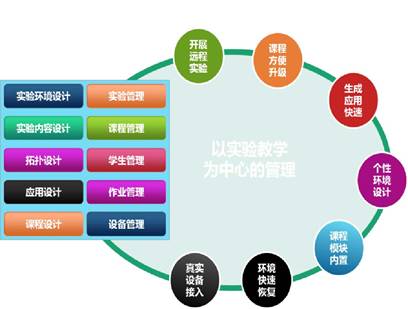 开展
远程
实验
课程
方便
升级
生成
应用
快速
个性
环境
设计
课程
模块
内置
环境
快速
恢复
真实
设备
接入
以实验教学
为中心的管理
实验环境设计
实验管理
实验内容设计
课程管理
拓扑设计
学生管理
应用设计
作业管理
课程设计
设备管理